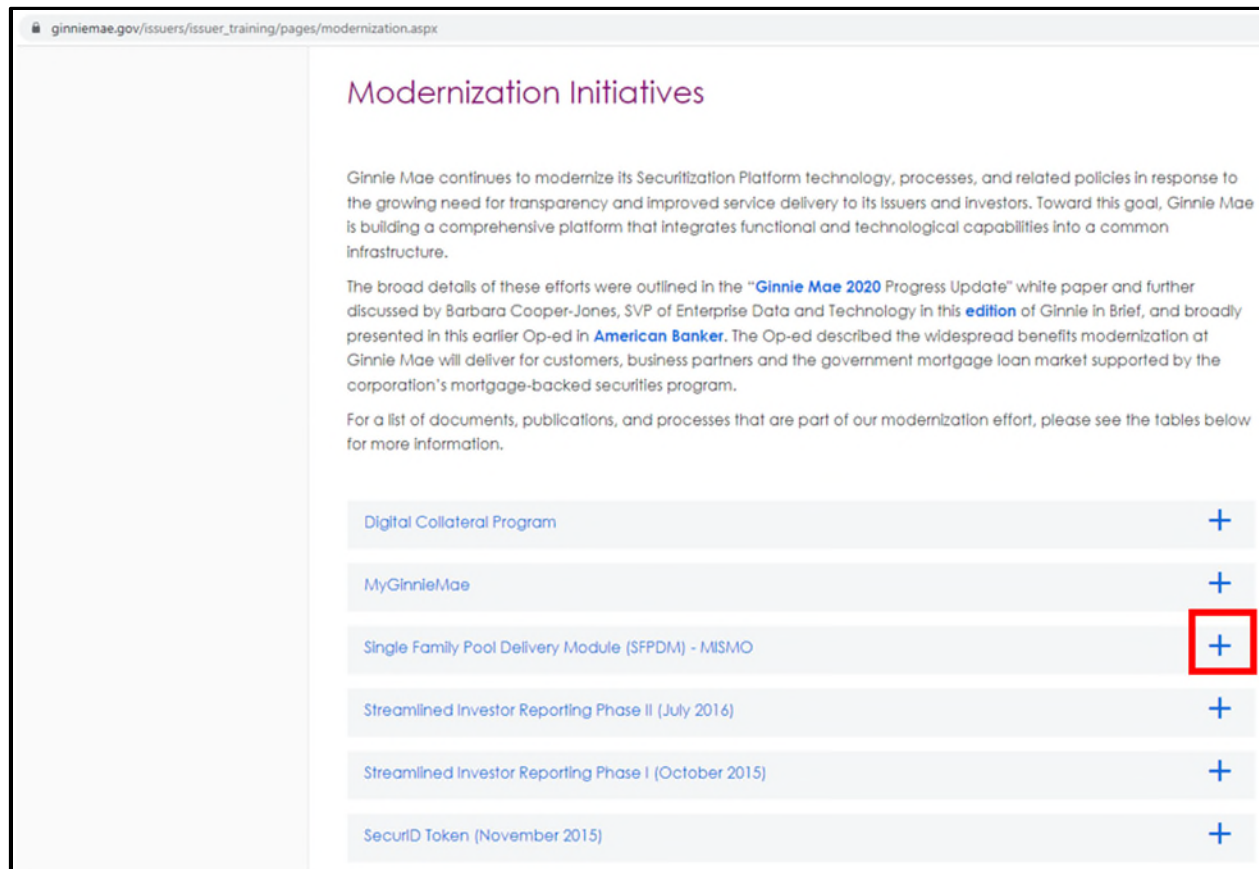 ginniemae.gov/issuers/issuer_training/pages/modernization.aspx
Modernization Initiatives
Ginnie Mae continues to modernize its Securitization Platform technology, processes, and related policies in response to
the growing need for transparency and improved service delivery to its Issuers and investors. Toward this goal, Ginnie Mae
is building a comprehensive platform that integrates functional and technological capabilities into a common
infrastructure.
The broad details of these efforts were outlined in the "Ginnie Mae 2020 Progress Update" white paper and further
discussed by Barbara Cooper-Jones, SVP of Enterprise Data and Technology in this edition of Ginnie in Brief, and broadly
presented in this earlier Op-ed in American Banker. The Op-ed described the widespread benefits modernization at
Ginnie Mae will deliver for customers, business partners and the government mortgage loan market supported by the
corporation's mortgage-backed securities program.
For a list of documents, publications, and processes that are part of our modernization effort, please see the tables below
for more information.
Digital Collateral Program +
MyGinnieMae +
Single Family Pool Delivery Module (SFPDM) - MISMO +
Streamlined Investor Reporting Phase II (July 2016) +
Streamlined Investor Reporting Phase I (October 2015) +
SecurID Token (November 2015) +